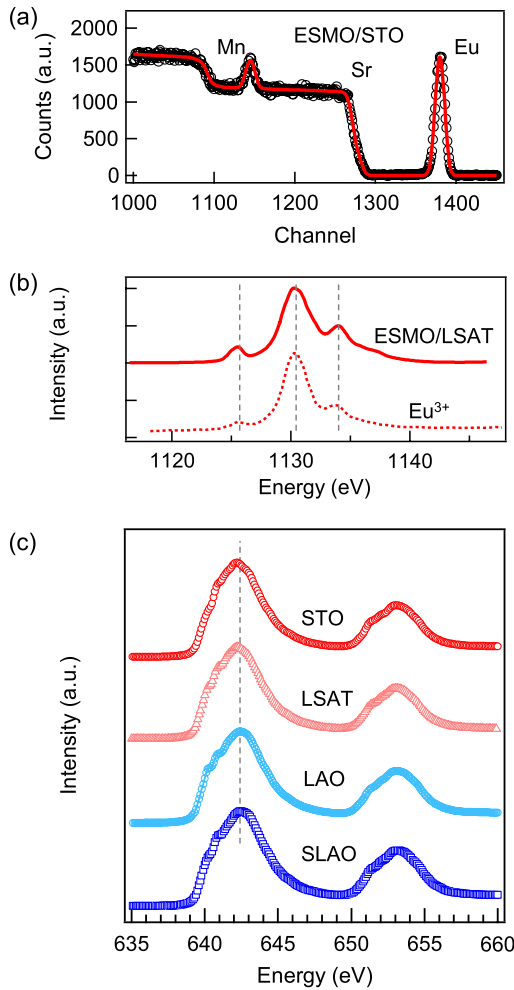 (a)
Counts (a.u.)
2000
1500
1000
500
0
Mn
ESMO/STO
Sr
Eu
1000 1100 1200 1300 1400
Channel
(b)
Intensity (a.u.)
ESMO/LSAT
Eu³⁺
1120 1130 1140
Energy (eV)
(c)
Intensity (a.u.)
STO
LSAT
LAO
SLAO
635 640 645 650 655 660
Energy (eV)